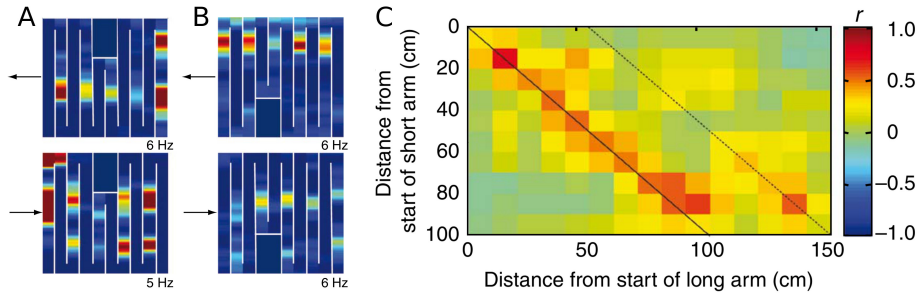 A
B
C
6 Hz
6 Hz
5 Hz
6 Hz
Distance from
start of short arm (cm)
0
20
40
60
80
100
0
50
100
150
Distance from start of long arm (cm)
r
1.0
0.5
0
−0.5
−1.0